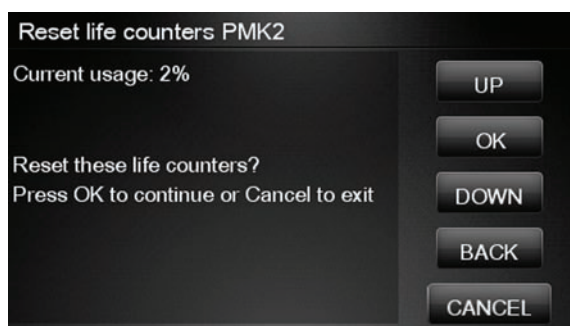 Reset life counters PMK2
Current usage: 2%
Reset these life counters?
Press OK to continue or Cancel to exit
UP
OK
DOWN
BACK
CANCEL